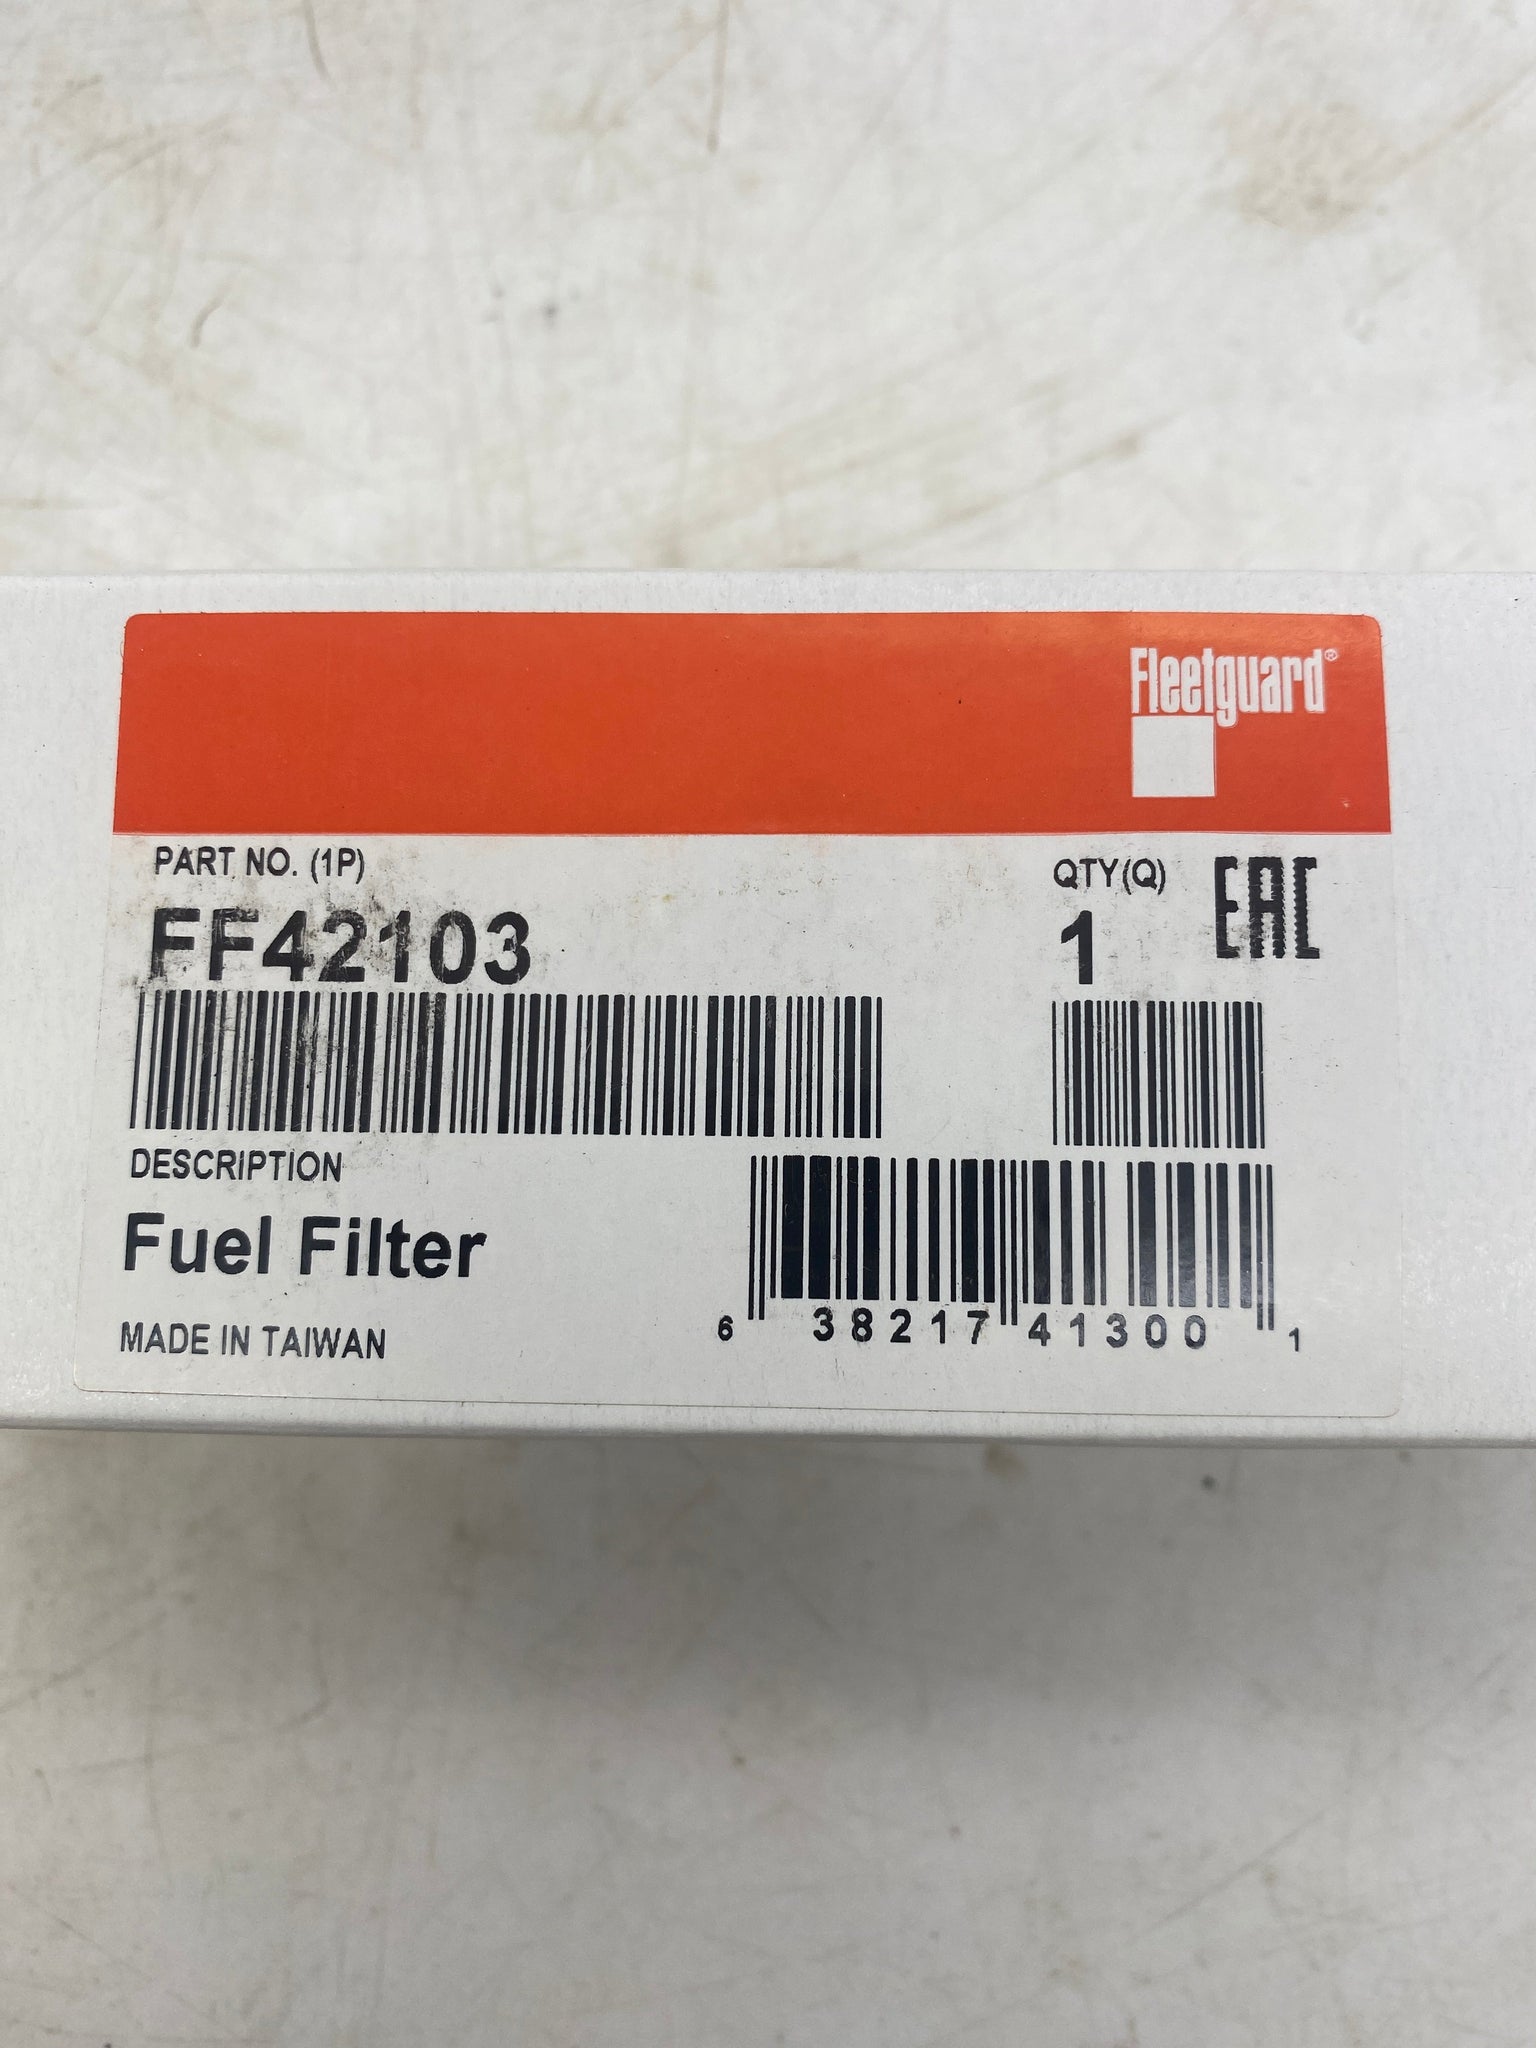 Fleetguard®
PART NO. (1P)
QTY(Q)
EAC
FF42103
1
DESCRIPTION
Fuel Filter
MADE IN TAIWAN
6 38217 41300 1